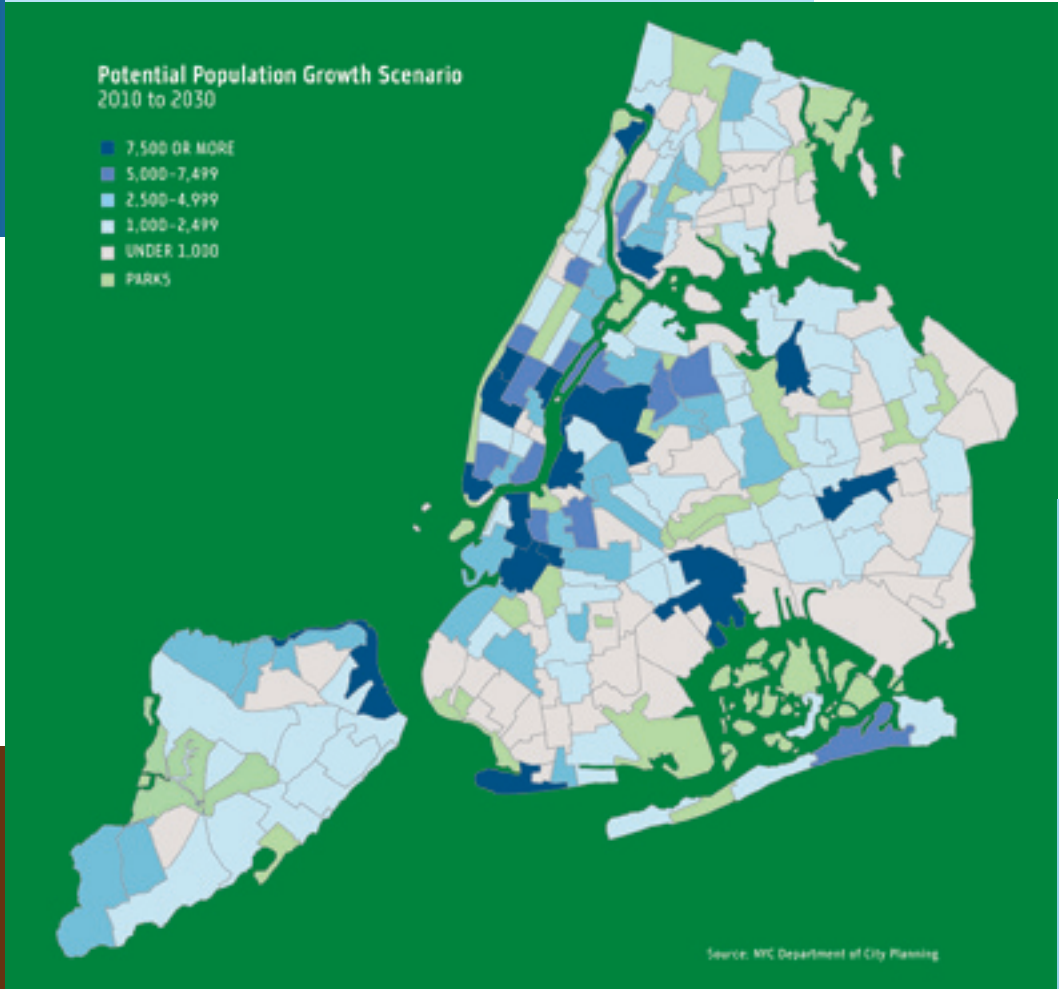 Potential Population Growth Scenario
2010 to 2030
7,500 OR MORE
5,000-7,499
2,500-4,999
1,000-2,499
UNDER 1,000
PARKS
Source: NYC Department of City Planning